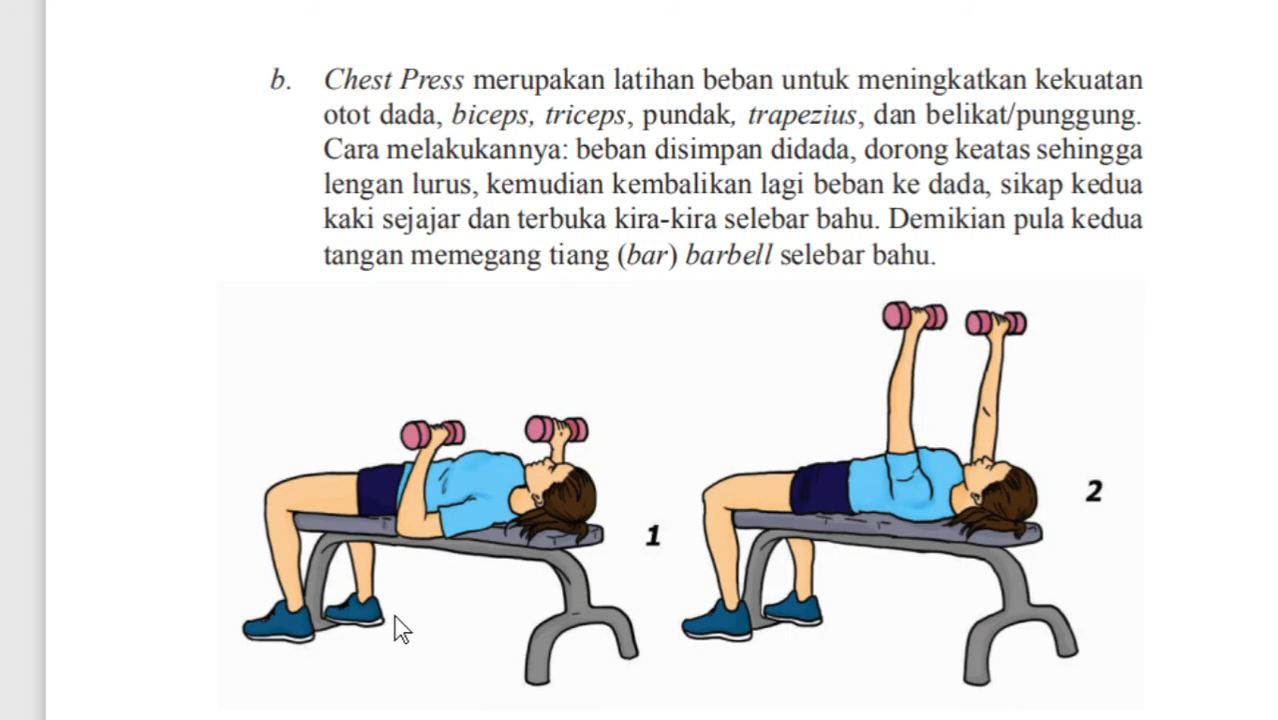 b. Chest Press merupakan latihan beban untuk meningkatkan kekuatan
otot dada, biceps, triceps, pundak, trapezius, dan belikat/punggung.
Cara melakukannya: beban disimpan didada, dorong keatas sehingga
lengan lurus, kemudian kembalikan lagi beban ke dada, sikap kedua
kaki sejajar dan terbuka kira-kira selebar bahu. Demikian pula kedua
tangan memegang tiang (bar) barbell selebar bahu.
1
2